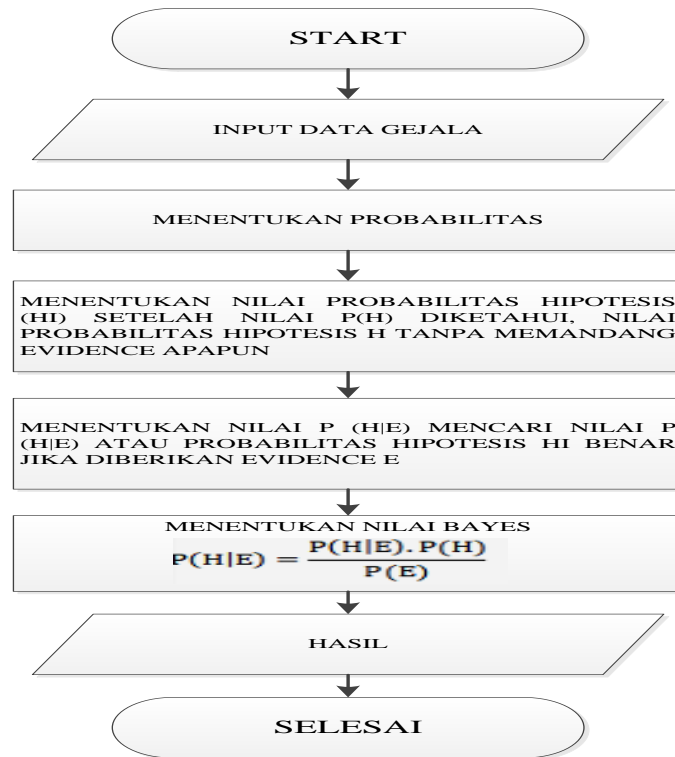 START
INPUT DATA GEJALA
MENENTUKAN PROBABILITAS
MENENTUKAN NILAI PROBABILITAS HIPOTESIS
(HI) SETELAH NILAI P(H) DIKETAHUI, NILAI
PROBABILITAS HIPOTESIS H TANPA MEMANDANG
EVIDENCE APAPUN
MENENTUKAN NILAI P (H|E) MENCARI NILAI P
(H|E) ATAU PROBABILITAS HIPOTESIS HI BENAR
JIKA DIBERIKAN EVIDENCE E
MENENTUKAN NILAI BAYES
P(H|E) = P(H|E). P(H) / P(E)
HASIL
SELESAI